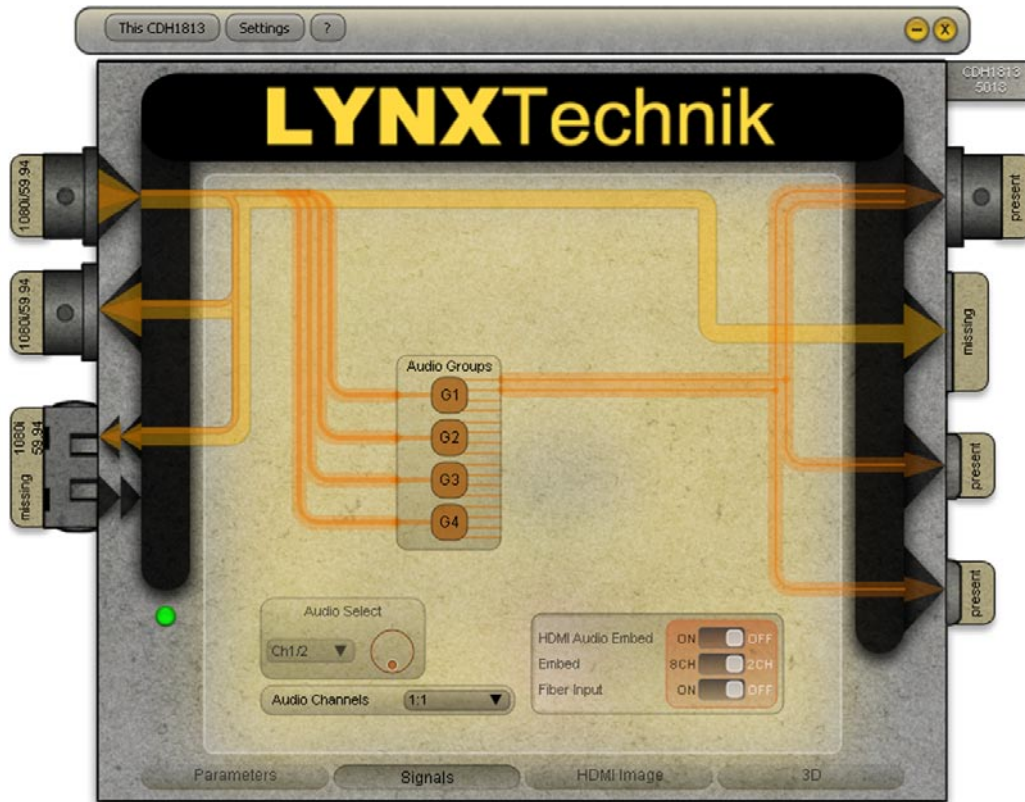 This CDH1813
Settings
?
CDH1813
5018
LYNXTechnik
1080i/59.94
present
1080i/59.94
missing
Audio Groups
G1
G2
G3
G4
1080i
59.94
missing
present
present
Audio Select
Ch1/2
Audio Channels 1:1
HDMI Audio Embed ON OFF
Embed 8CH 2CH
Fiber Input ON OFF
Parameters
Signals
HDMI Image
3D